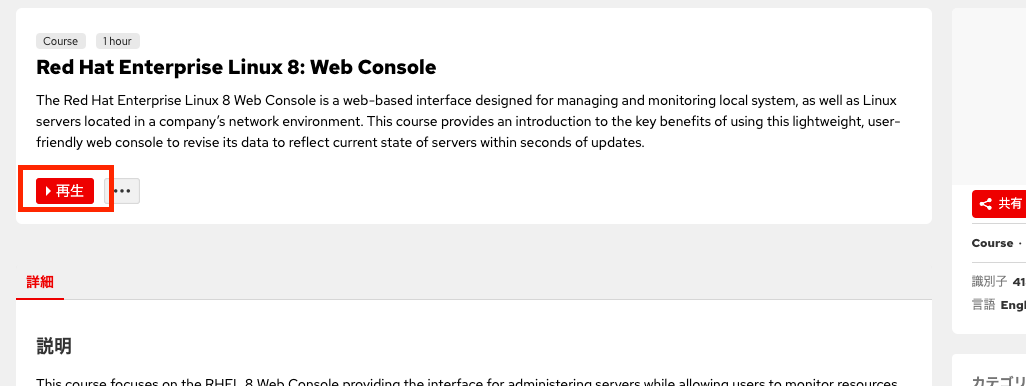 Course 1 hour
Red Hat Enterprise Linux 8: Web Console
The Red Hat Enterprise Linux 8 Web Console is a web-based interface designed for managing and monitoring local system, as well as Linux
servers located in a company's network environment. This course provides an introduction to the key benefits of using this lightweight, user-
friendly web console to revise its data to reflect current state of servers within seconds of updates.
再生 •••
共有
Course ·
識別子 41
言語 Engl
詳細
説明
This course focuses on the RHEL 8 Web Console providing the interface for administering servers while allowing users to monitor resources
カテゴリ